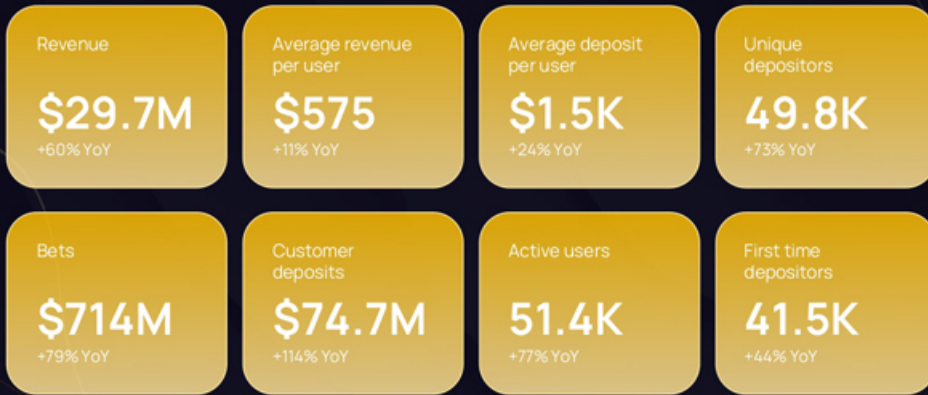 Revenue
$29.7M
+60% YoY
Average revenue
per user
$575
+11% YoY
Average deposit
per user
$1.5K
+24% YoY
Unique
depositors
49.8K
+73% YoY
Bets
$714M
+79% YoY
Customer
deposits
$74.7M
+114% YoY
Active users
51.4K
+77% YoY
First time
depositors
41.5K
+44% YoY